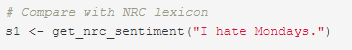 # Compare with NRC lexicon
s1 <- get_nrc_sentiment("I hate Mondays.")